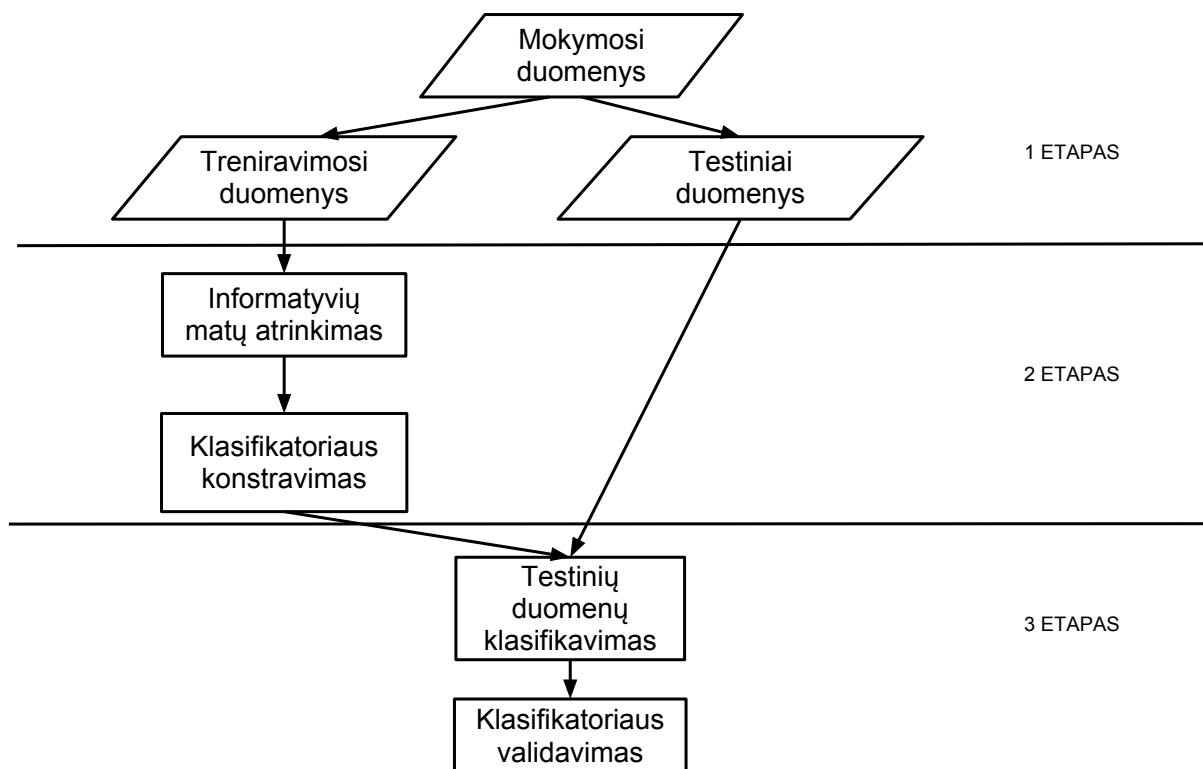 Mokymosi
duomenys
Treniravimosi
duomenys
Testiniai
duomenys
1 ETAPAS
Informatyvių
matų atrinkimas
2 ETAPAS
Klasifikatoriaus
konstravimas
Testinių
duomenų
klasifikavimas
3 ETAPAS
Klasifikatoriaus
validavimas